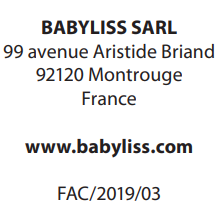 BABYLISS SARL
99 avenue Aristide Briand
92120 Montrouge
France
www.babyliss.com
FAC/2019/03